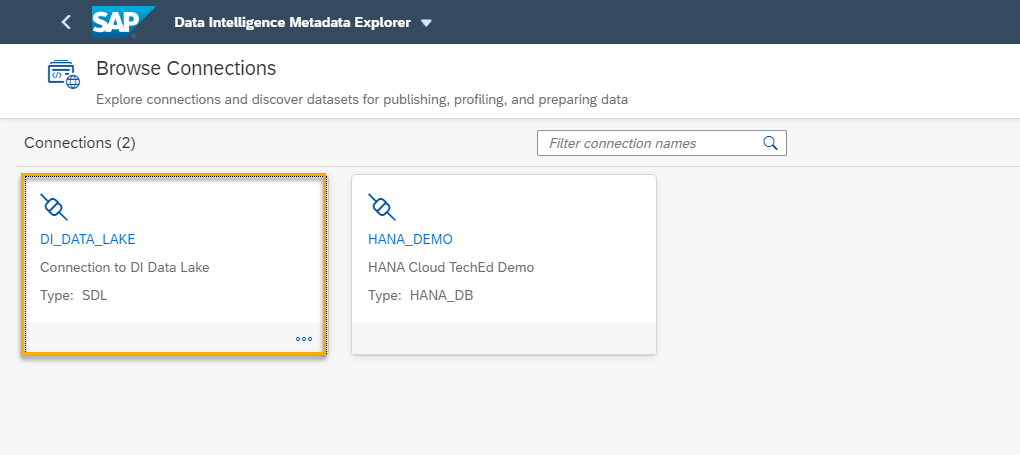 SAP Data Intelligence Metadata Explorer
Browse Connections
Explore connections and discover datasets for publishing, profiling, and preparing data
Connections (2)
Filter connection names
DI_DATA_LAKE
Connection to DI Data Lake
Type: SDL
HANA_DEMO
HANA Cloud TechEd Demo
Type: HANA_DB